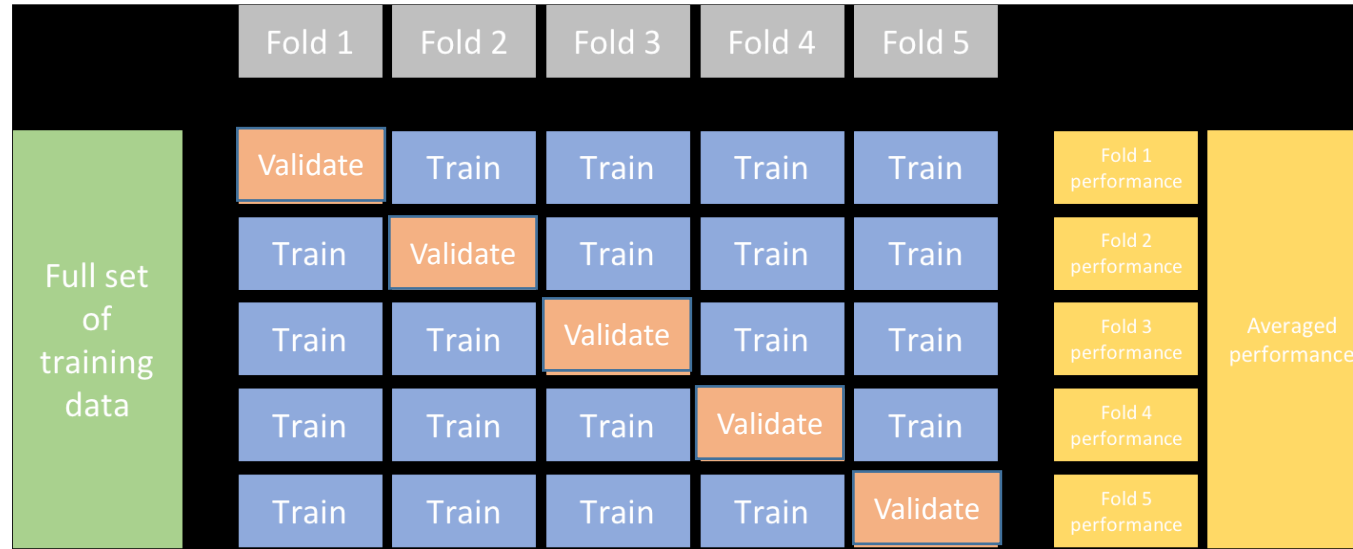 Fold 1 Fold 2 Fold 3 Fold 4 Fold 5
Validate Train Train Train Train
Fold 1
performance
Train Validate Train Train Train
Fold 2
performance
Full set
of
training
data
Train Train Validate Train Train
Fold 3
performance
Averaged
performance
Train Train Train Validate Train
Fold 4
performance
Train Train Train Train Validate
Fold 5
performance